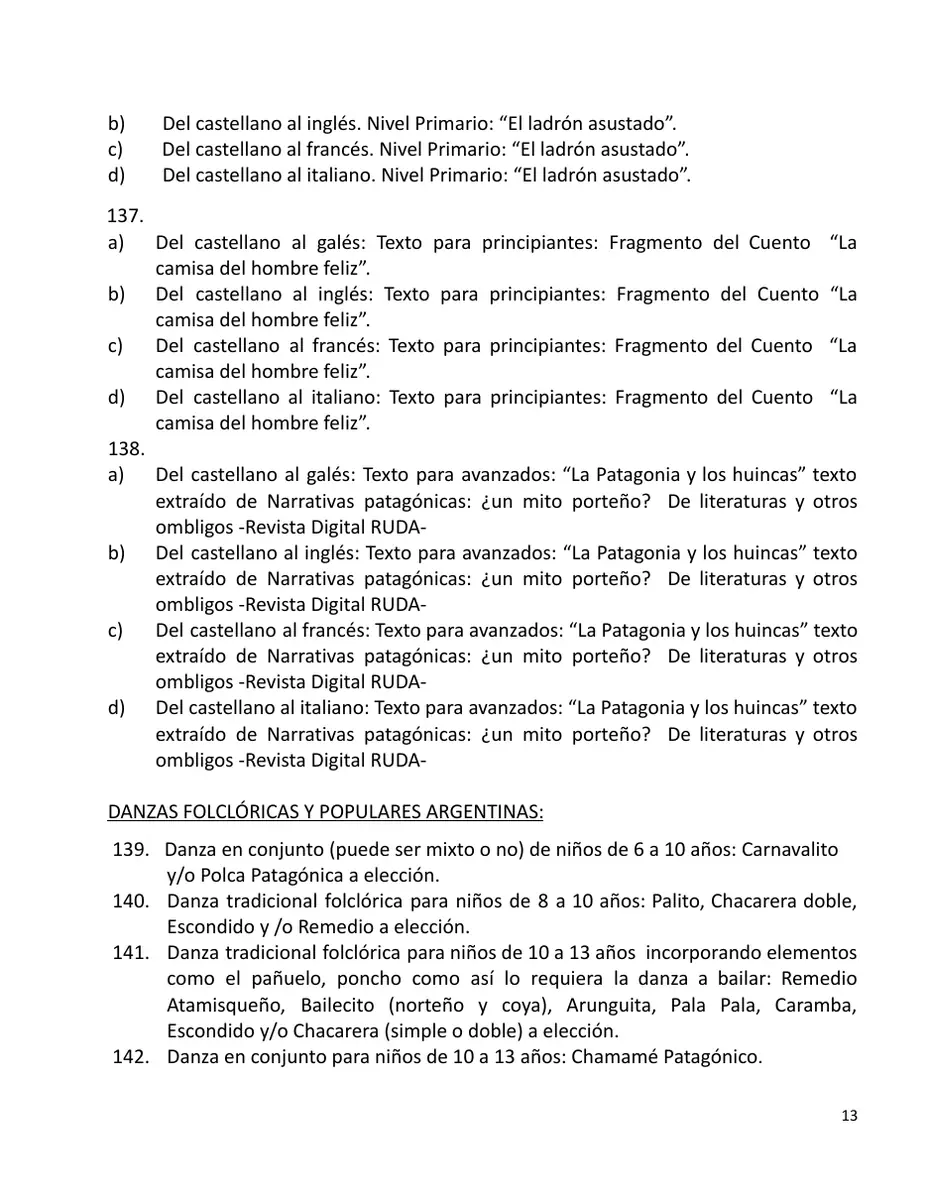 b) Del castellano al inglés. Nivel Primario: “El ladrón asustado”.
c) Del castellano al francés. Nivel Primario: “El ladrón asustado”.
d) Del castellano al italiano. Nivel Primario: “El ladrón asustado”.
137.
a) Del castellano al galés: Texto para principiantes: Fragmento del Cuento “La
camisa del hombre feliz”.
b) Del castellano al inglés: Texto para principiantes: Fragmento del Cuento “La
camisa del hombre feliz”.
c) Del castellano al francés: Texto para principiantes: Fragmento del Cuento “La
camisa del hombre feliz”.
d) Del castellano al italiano: Texto para principiantes: Fragmento del Cuento “La
camisa del hombre feliz”.
138.
a) Del castellano al galés: Texto para avanzados: “La Patagonia y los huincas” texto
extraído de Narrativas patagónicas: ¿un mito porteño? De literaturas y otros
ombligos -Revista Digital RUDA-
b) Del castellano al inglés: Texto para avanzados: “La Patagonia y los huincas” texto
extraído de Narrativas patagónicas: ¿un mito porteño? De literaturas y otros
ombligos -Revista Digital RUDA-
c) Del castellano al francés: Texto para avanzados: “La Patagonia y los huincas” texto
extraído de Narrativas patagónicas: ¿un mito porteño? De literaturas y otros
ombligos -Revista Digital RUDA-
d) Del castellano al italiano: Texto para avanzados: “La Patagonia y los huincas” texto
extraído de Narrativas patagónicas: ¿un mito porteño? De literaturas y otros
ombligos -Revista Digital RUDA-
DANZAS FOLCLÓRICAS Y POPULARES ARGENTINAS:
139. Danza en conjunto (puede ser mixto o no) de niños de 6 a 10 años: Carnavalito
y/o Polca Patagónica a elección.
140. Danza tradicional folclórica para niños de 8 a 10 años: Palito, Chacarera doble,
Escondido y /o Remedio a elección.
141. Danza tradicional folclórica para niños de 10 a 13 años incorporando elementos
como el pañuelo, poncho como así lo requiera la danza a bailar: Remedio
Atamisqueño, Bailecito (norteño y coya), Arunguita, Pala Pala, Caramba,
Escondido y/o Chacarera (simple o doble) a elección.
142. Danza en conjunto para niños de 10 a 13 años: Chamamé Patagónico.
13